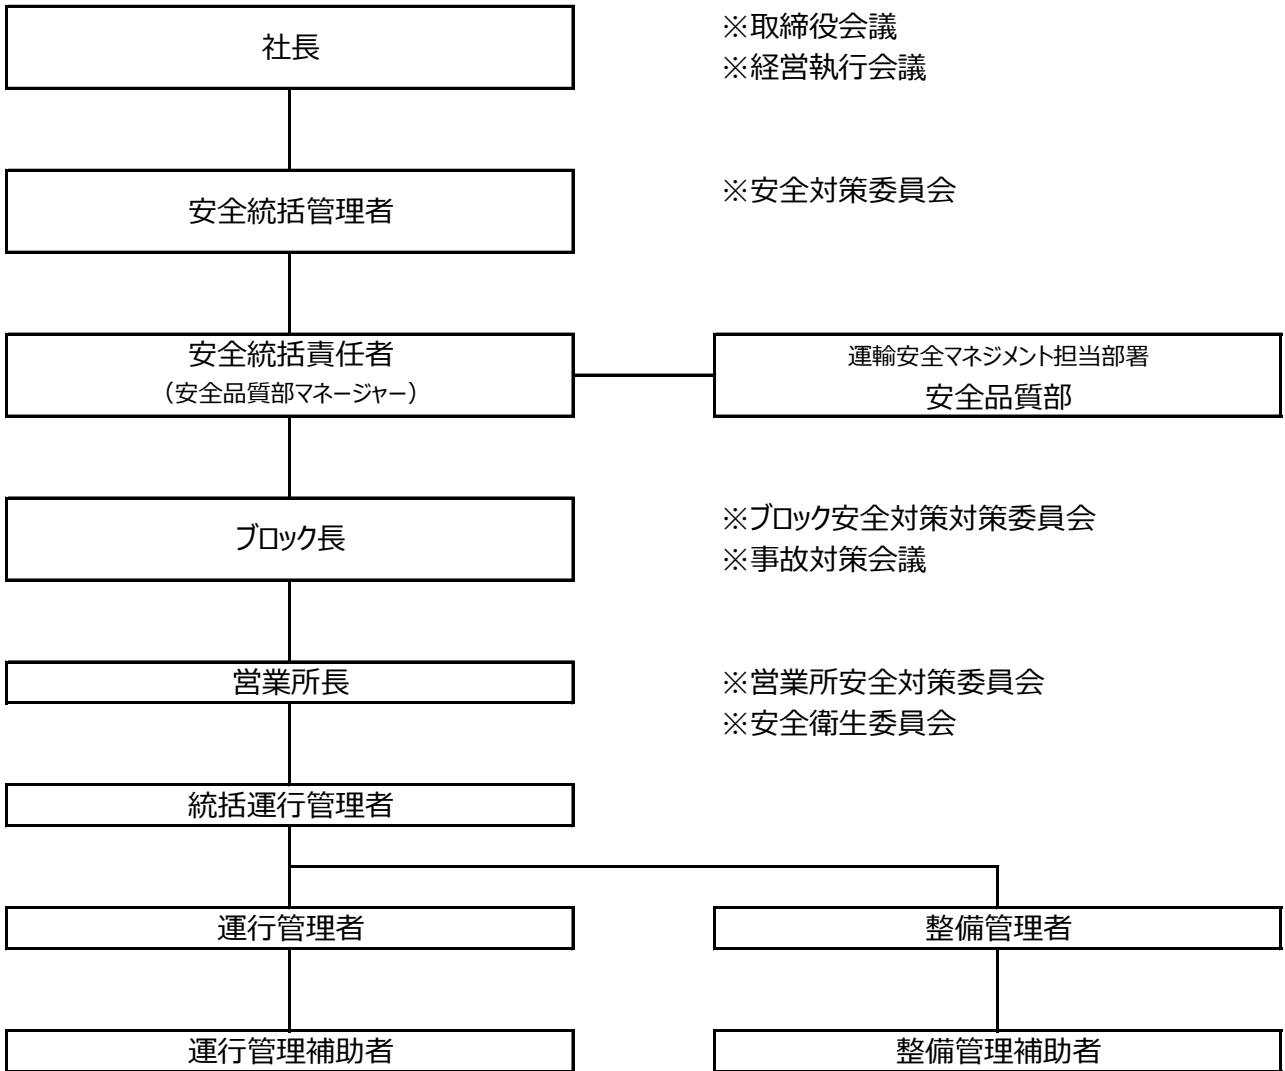 社長
※取締役会議
※経営執行会議
安全統括管理者
※安全対策委員会
安全統括責任者
（安全品質部マネージャー）
運輸安全マネジメント担当部署
安全品質部
ブロック長
※ブロック安全対策対策委員会
※事故対策会議
営業所長
※営業所安全対策委員会
※安全衛生委員会
統括運行管理者
運行管理者
整備管理者
運行管理補助者
整備管理補助者